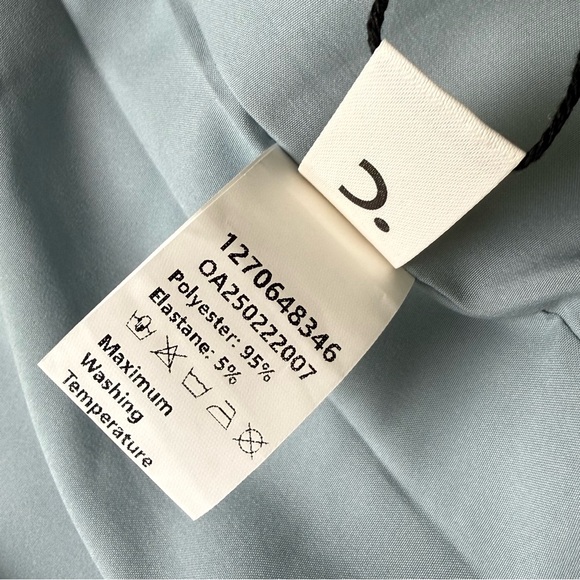 1270648346
OA250222007
Polyester: 95%
Elastane: 5%
Maximum
Washing
Temperature